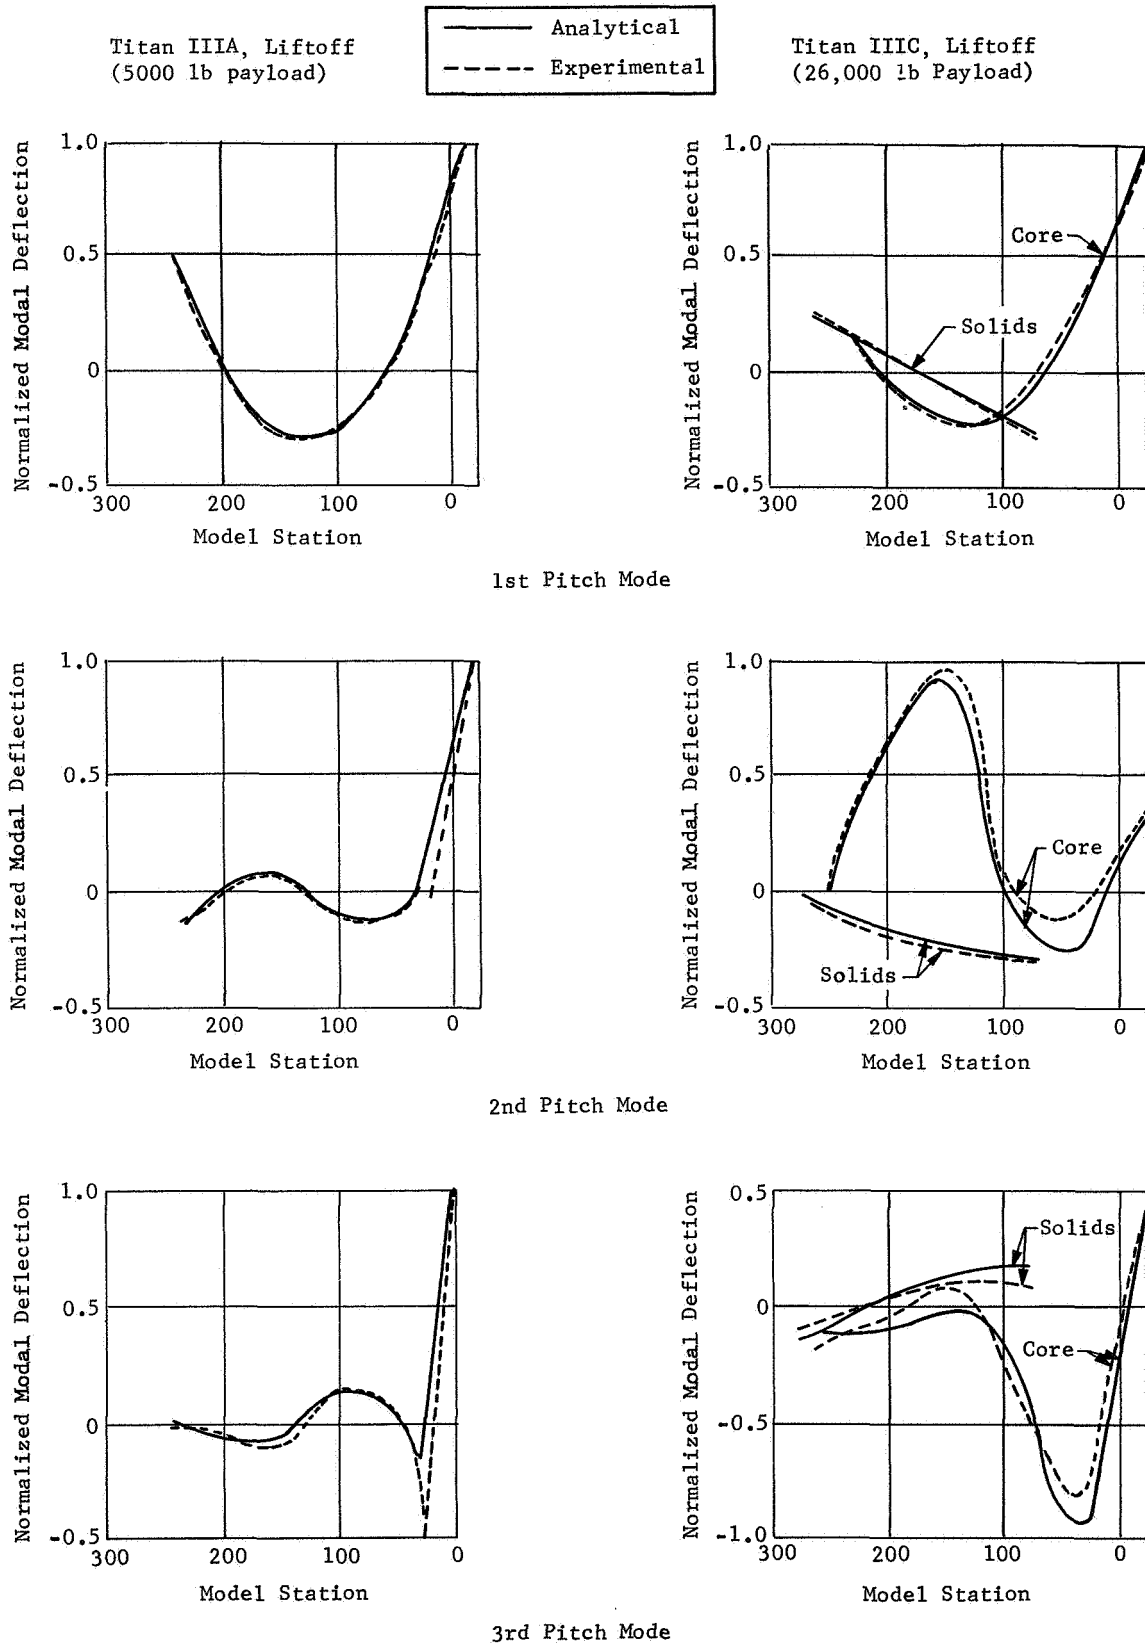 Titan IIIA, Liftoff
(5000 lb payload)
Analytical
Experimental
Titan IIIC, Liftoff
(26,000 lb Payload)
Normalized Modal Deflection
1.0
0.5
0
-0.5
300
200
100
0
Model Station
Normalized Modal Deflection
1.0
0.5
0
-0.5
Core
Solids
300
200
100
0
Model Station
1st Pitch Mode
Normalized Modal Deflection
1.0
0.5
0
-0.5
300
200
100
0
Model Station
Normalized Modal Deflection
1.0
0.5
0
-0.5
Core
Solids
300
200
100
0
Model Station
2nd Pitch Mode
Normalized Modal Deflection
1.0
0.5
0
-0.5
300
200
100
0
Model Station
Normalized Modal Deflection
0.5
0
-0.5
-1.0
Solids
Core
300
200
100
0
Model Station
3rd Pitch Mode